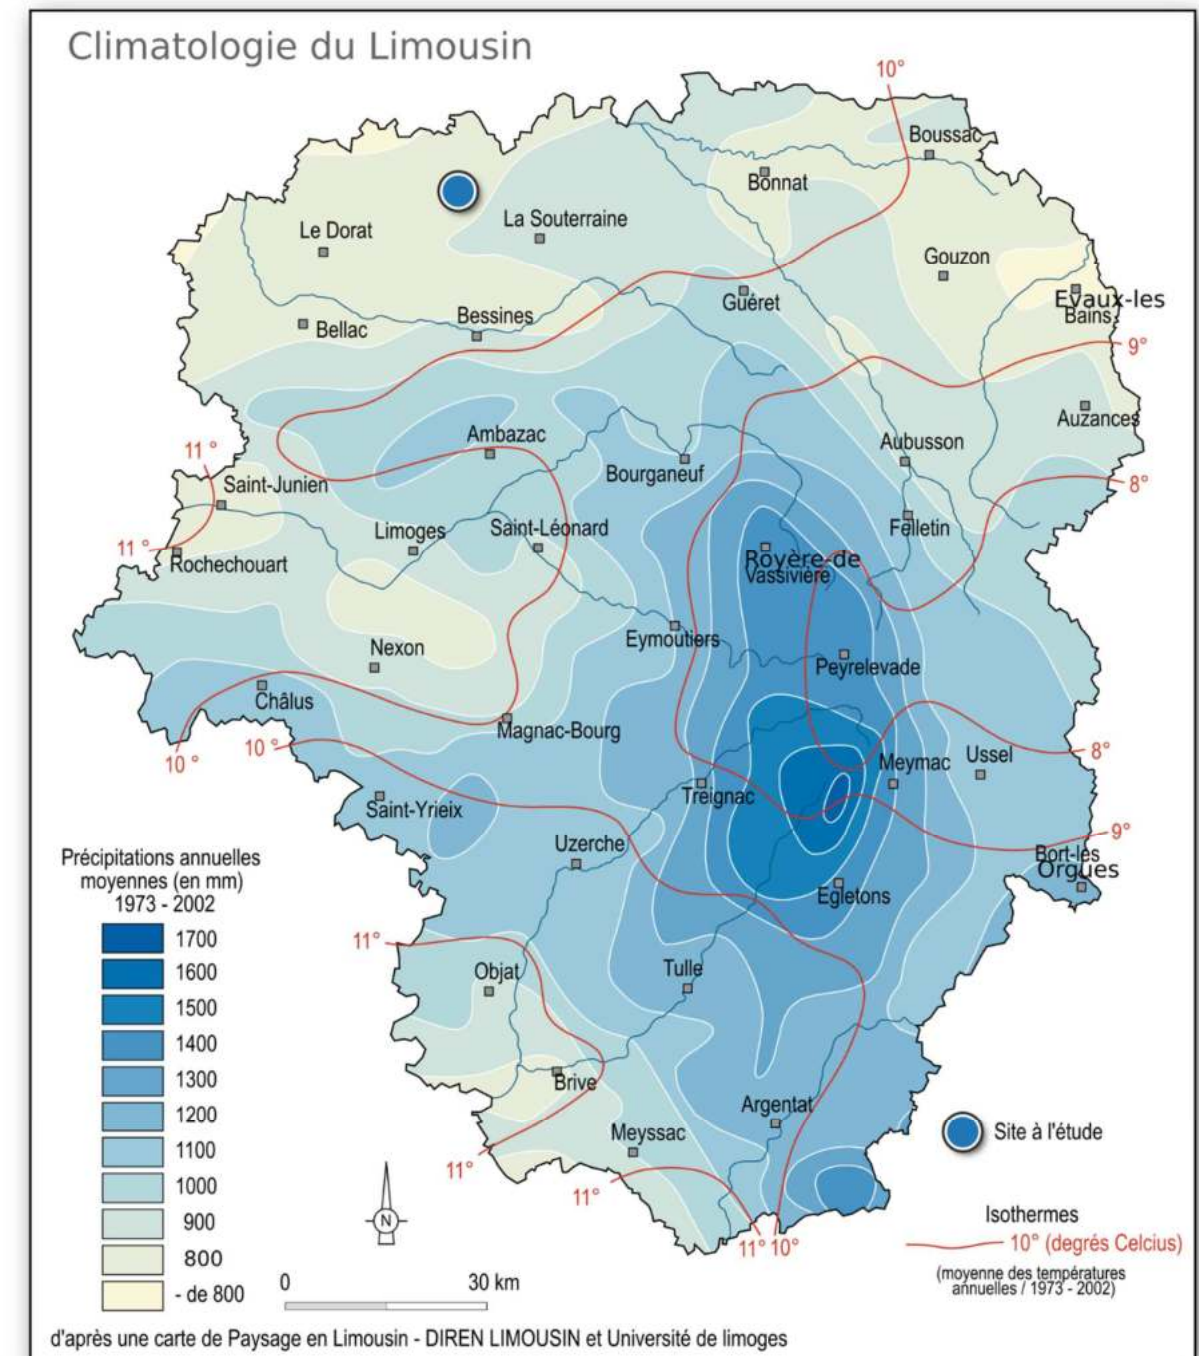 Climatologie du Limousin
10°
Boussac
Bonnat
La Souterraine
Le Dorat
Gouzon
Guéret
Evaux-les
Bains
Bessines
Bellac
9°
Auzances
Ambazac
Aubusson
11 °
Bourganeuf
Saint-Junien
8°
Limoges
Saint-Léonard
Felletin
11 °
Rochechouart
Royère-de
Vassivière
Eymoutiers
Nexon
Peyrelevade
Châlus
Magnac-Bourg
10 °
10 °
8°
Meymac
Ussel
Tréignac
Saint-Yrieix
9°
Uzerche
Bort-lès
Orgues
Egletons
Précipitations annuelles
moyennes (en mm)
1973 - 2002
1700
1600
1500
1400
1300
1200
1100
1000
900
800
- de 800
11°
Objat
Tulle
Brive
Argentat
Meyssac
11°
11°
11°
10°
Site à l'étude
Isothermes
10° (degrés Celcius)
(moyenne des températures
annuelles / 1973 - 2002)
N
0 30 km
d'après une carte de Paysage en Limousin - DIREN LIMOUSIN et Université de limoges